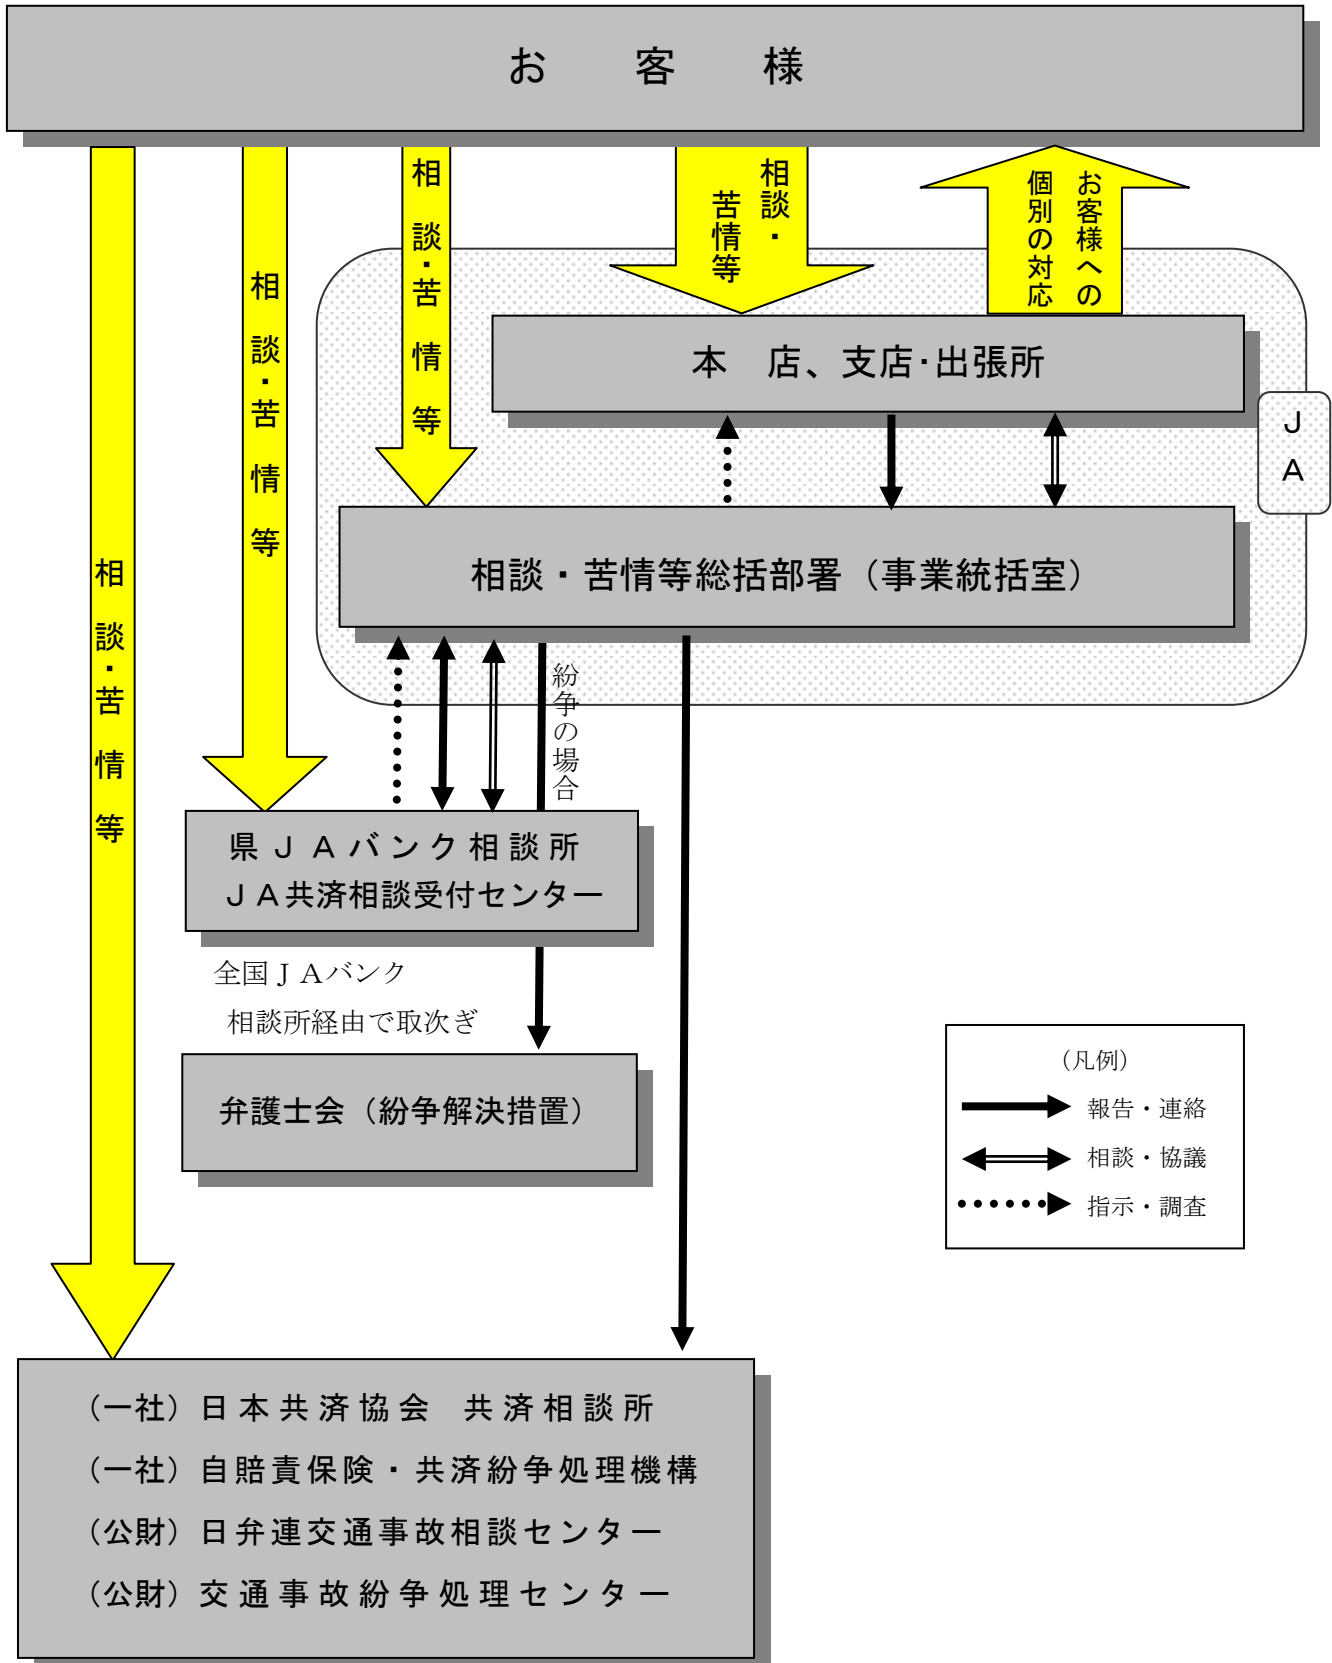 お　客　様
相談・苦情等
相談・苦情等
相談・苦情等
相談・
苦情等
お客様への
個別の対応
本　店、支店・出張所
ＪＡ
相談・苦情等総括部署（事業統括室）
紛争の場合
県ＪＡバンク相談所
ＪＡ共済相談受付センター
全国ＪＡバンク
相談所経由で取次ぎ
弁護士会（紛争解決措置）
（凡例）
報告・連絡
相談・協議
指示・調査
（一社）日本共済協会　共済相談所
（一社）自賠責保険・共済紛争処理機構
（公財）日弁連交通事故相談センター
（公財）交通事故紛争処理センター